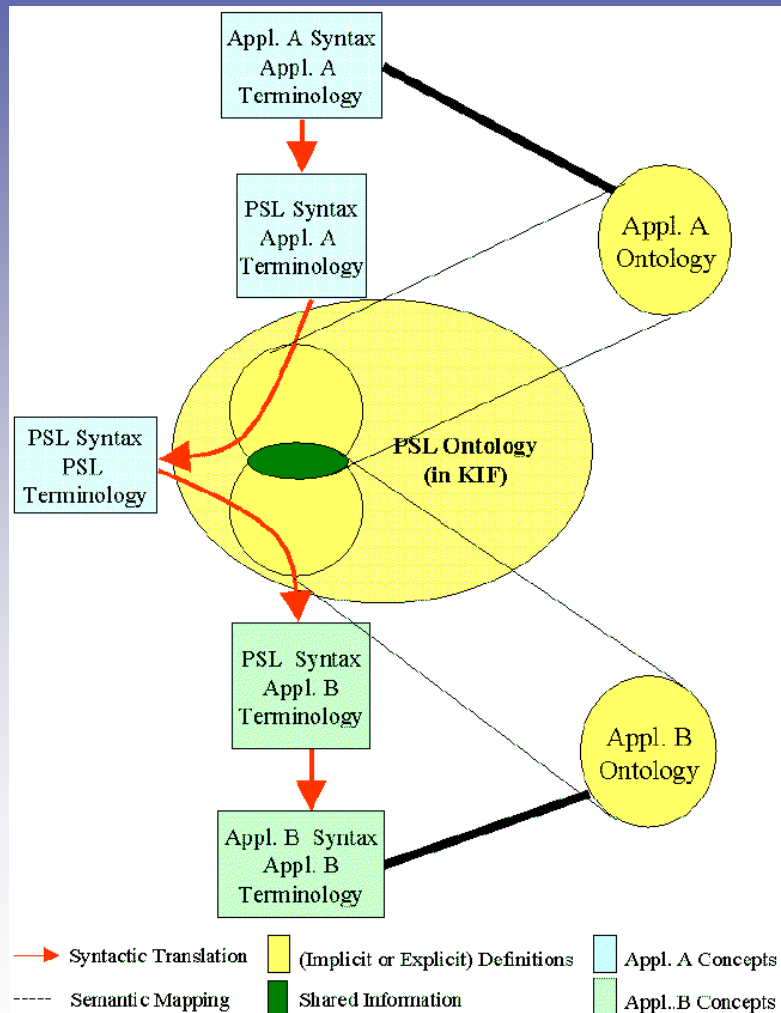 Appl. A Syntax
Appl. A
Terminology
PSL Syntax
Appl. A
Terminology
Appl. A
Ontology
PSL Syntax
PSL
Terminology
PSL Ontology
(in KIF)
PSL Syntax
Appl. B
Terminology
Appl. B
Ontology
Appl. B Syntax
Appl. B
Terminology
Syntactic Translation
(Implicit or Explicit) Definitions
Appl. A Concepts
Semantic Mapping
Shared Information
Appl..B Concepts